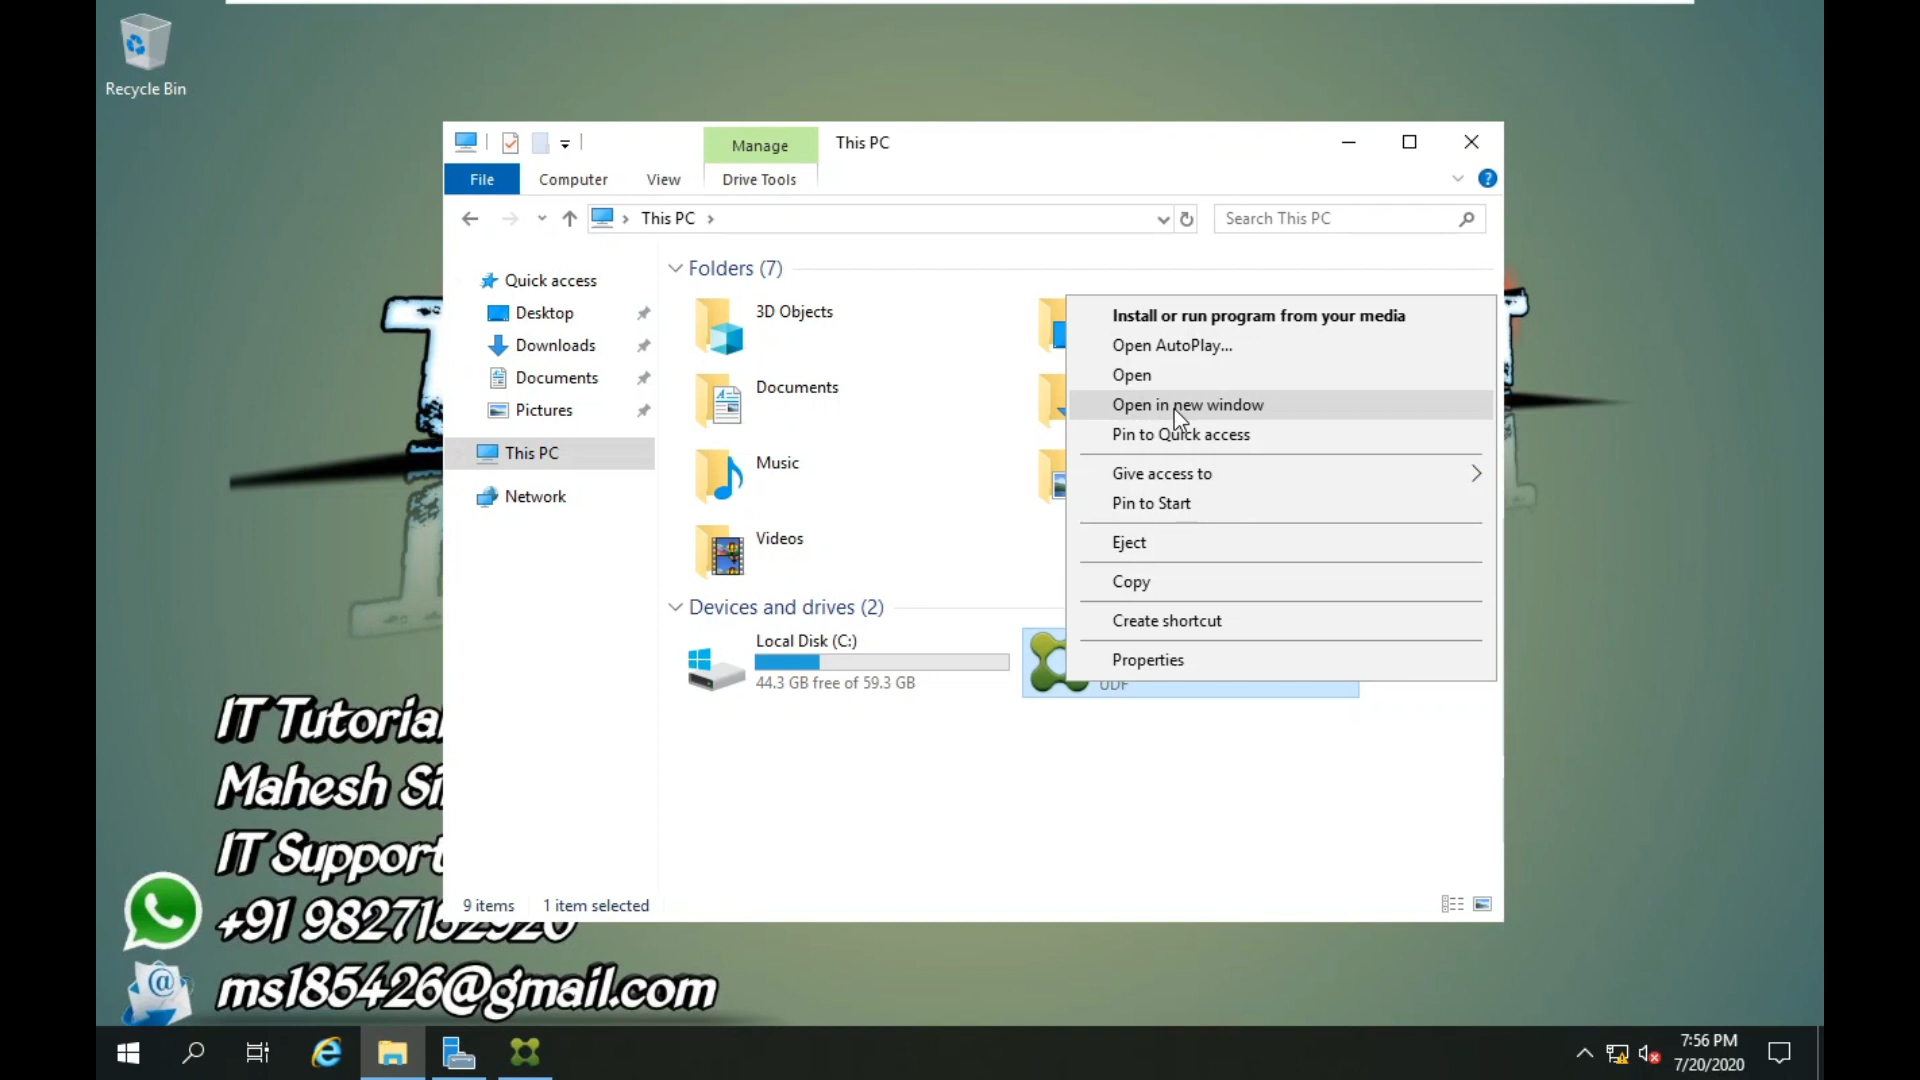 Recycle Bin
Manage
This PC
File
Computer
View
Drive Tools
This PC
Search This PC
Quick access
Desktop
Downloads
Documents
Pictures
This PC
Network
Folders (7)
3D Objects
Documents
Music
Videos
Devices and drives (2)
Local Disk (C:)
44.3 GB free of 59.3 GB
UDF
Install or run program from your media
Open AutoPlay...
Open
Open in new window
Pin to Quick access
Give access to
Pin to Start
Eject
Copy
Create shortcut
Properties
9 items
1 item selected
IT Tutorial
Mahesh Si
IT Support
+91
ms185426@gmail.com
7:56 PM
7/20/2020